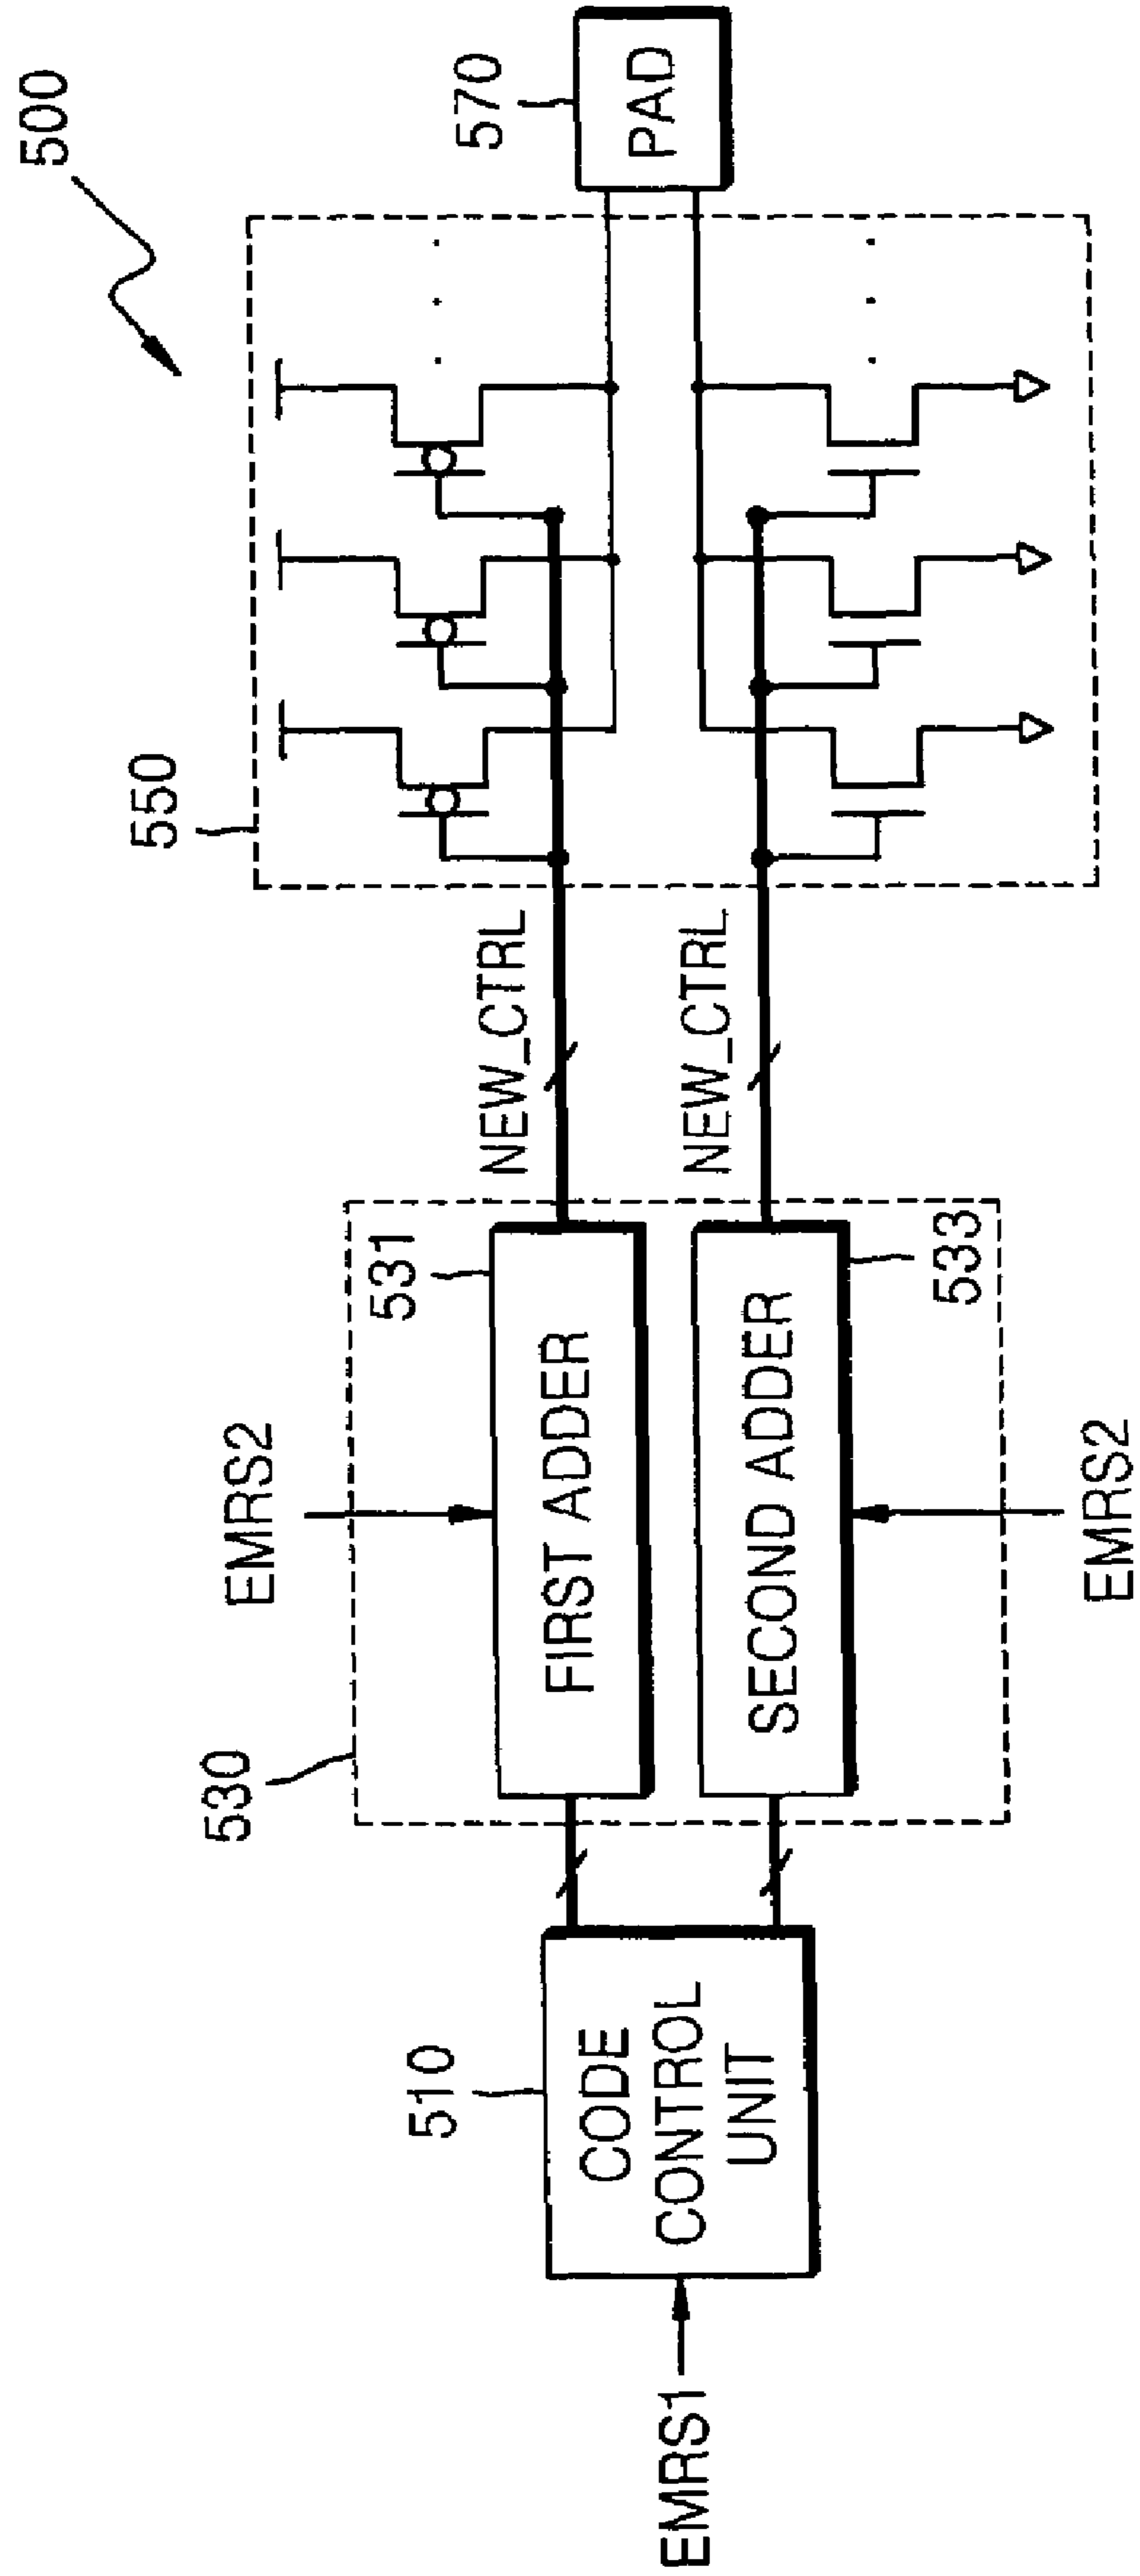 500
550
570
PAD
NEW_CTRL
NEW_CTRL
530
EMRS2
531
FIRST ADDER
SECOND ADDER
533
EMRS2
510
CODE
CONTROL
UNIT
EMRS1